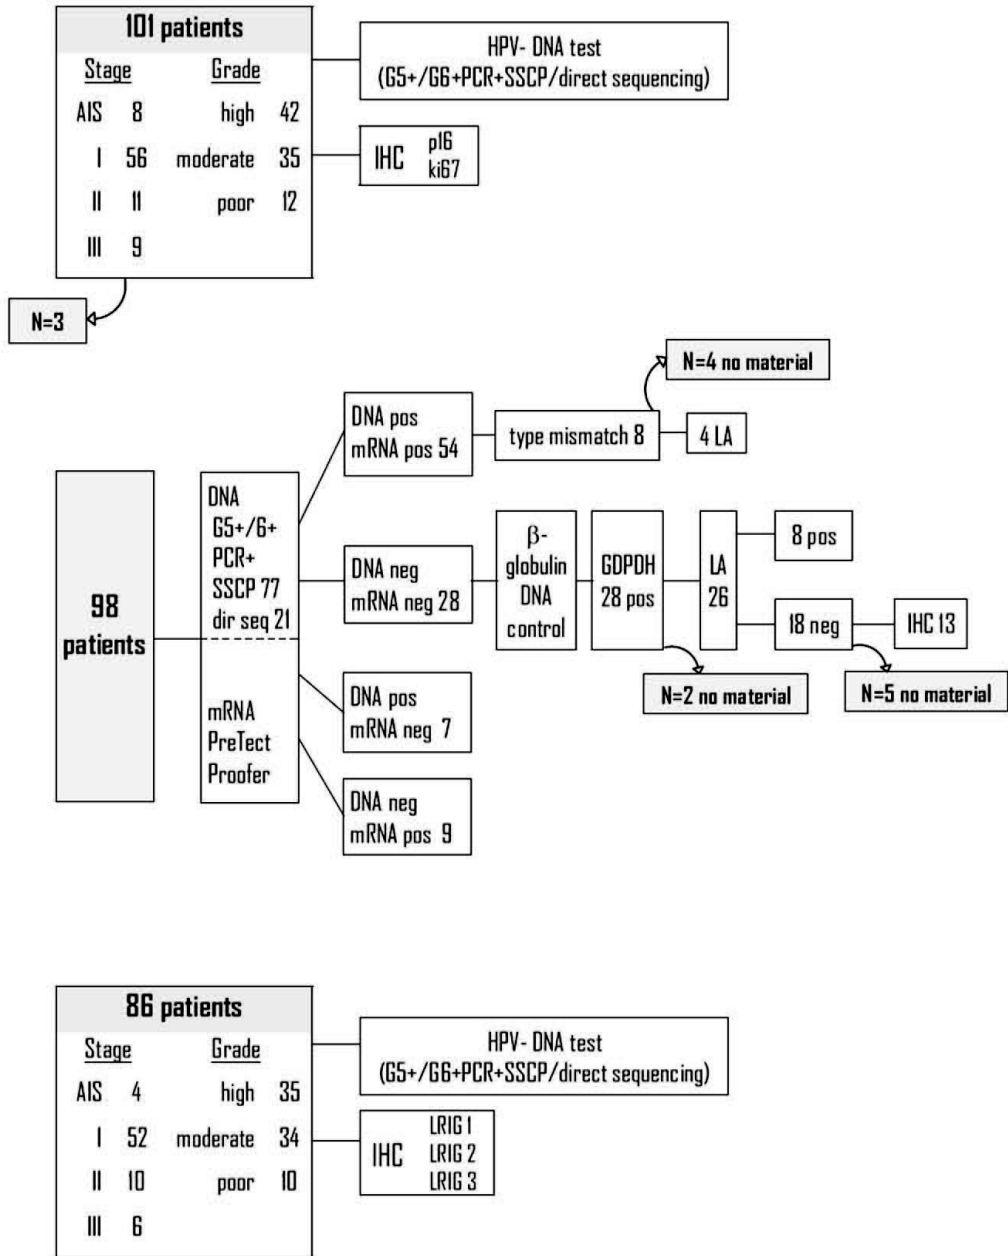 101 patients
Stage Grade
AIS 8 high 42
I 56 moderate 35
II 11 poor 12
III 9
HPV- DNA test
(G5+/G6+PCR+SSCP/direct sequencing)
IHC p16
ki67
N=3
N=4 no material
DNA pos
mRNA pos 54
type mismatch 8
4 LA
98
patients
DNA
G5+/6+
PCR+
SSCP 77
dir seq 21
mRNA
PreTect
Proofer
DNA neg
mRNA neg 28
β-
globulin
DNA
control
GDPDH
28 pos
LA
26
8 pos
18 neg
IHC 13
N=2 no material
N=5 no material
DNA pos
mRNA neg 7
DNA neg
mRNA pos 9
86 patients
Stage Grade
AIS 4 high 35
I 52 moderate 34
II 10 poor 10
III 6
HPV- DNA test
(G5+/G6+PCR+SSCP/direct sequencing)
IHC
LRIG 1
LRIG 2
LRIG 3